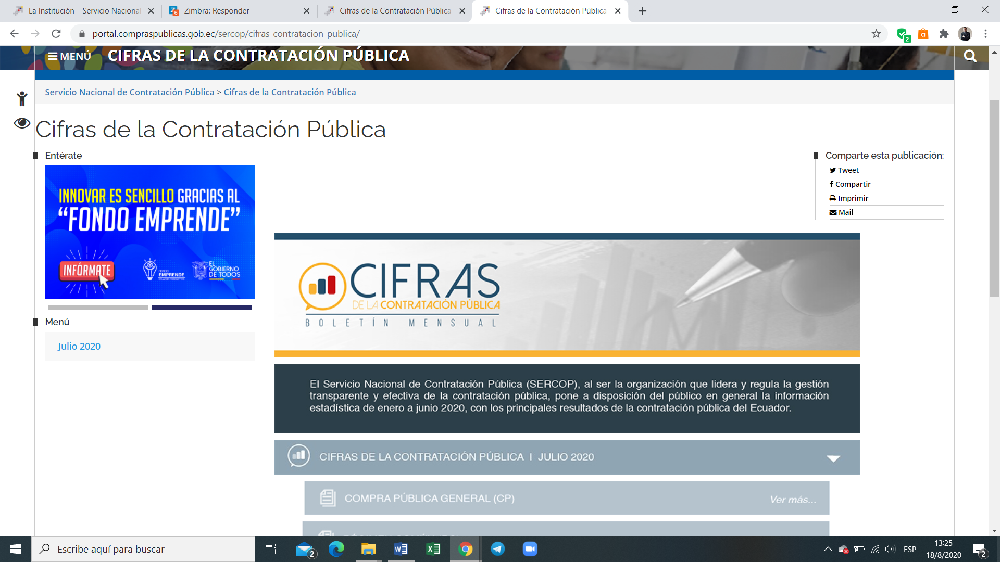 La Institución – Servicio Nacional
Zimbra: Responder
Cifras de la Contratación Pública
Cifras de la Contratación Pública
portal.compraspublicas.gob.ec/sercop/cifras-contratacion-publica/
2
a
MENÚ
CIFRAS DE LA CONTRATACIÓN PÚBLICA
Servicio Nacional de Contratación Pública > Cifras de la Contratación Pública
Cifras de la Contratación Pública
Entérate
INNOVAR ES SENCILLO GRACIAS AL
“FONDO EMPRENDE”
INFÓRMATE
FONDO
EMPRENDE
ECUADOR PRODUCTIVO
EL
GOBIERNO
DE TODOS
Menú
Julio 2020
Comparte esta publicación:
Tweet
Compartir
Imprimir
Mail
CIFRAS
DE LA CONTRATACIÓN PÚBLICA
BOLETÍN MENSUAL
El Servicio Nacional de Contratación Pública (SERCOP), al ser la organización que lidera y regula la gestión
transparente y efectiva de la contratación pública, pone a disposición del público en general la información
estadística de enero a junio 2020, con los principales resultados de la contratación pública del Ecuador.
CIFRAS DE LA CONTRATACIÓN PÚBLICA I JULIO 2020
COMPRA PÚBLICA GENERAL (CP)
Ver más...
Escribe aquí para buscar
2
ESP
13:25
18/8/2020
2